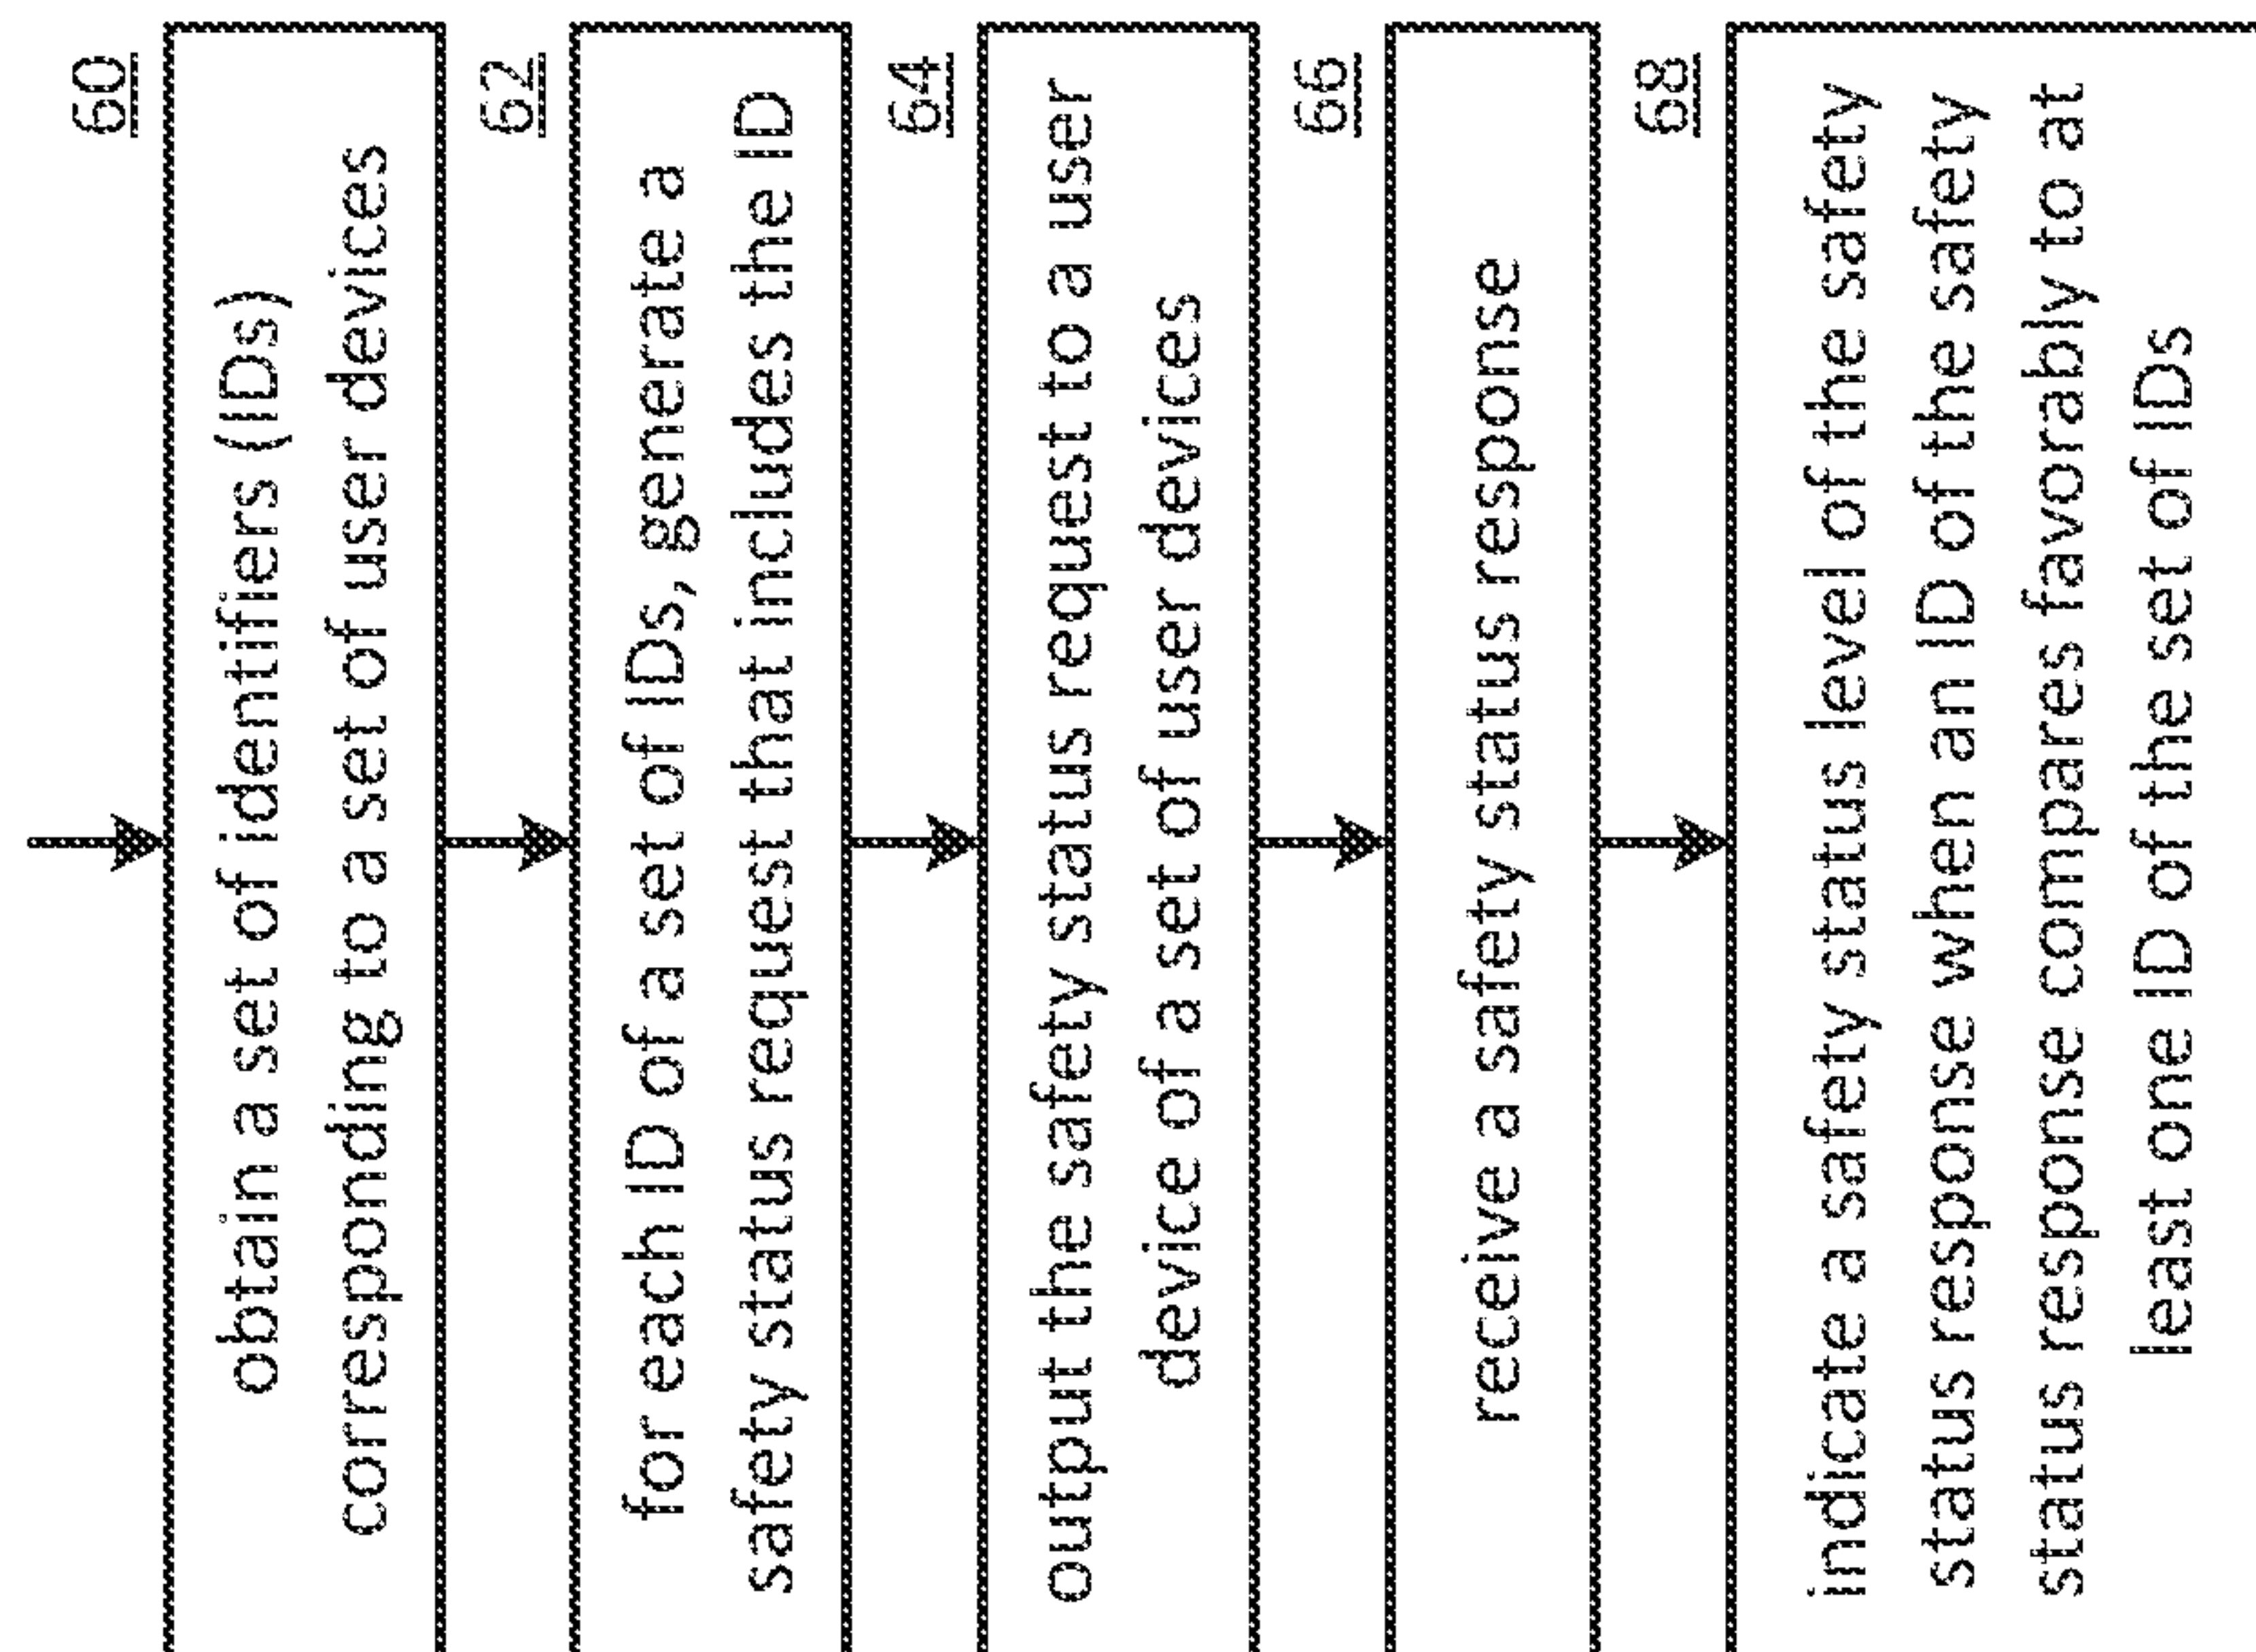 60
obtain a set of identifiers (IDs)
corresponding to a set of user devices
62
for each ID of a set of IDs, generate a
safety status request that includes the ID
64
output the safety status request to a user
device of a set of user devices
66
receive a safety status response
68
indicate a safety status level of the safety
status response when an ID of the safety
status response compares favorably to at
least one ID of the set of IDs